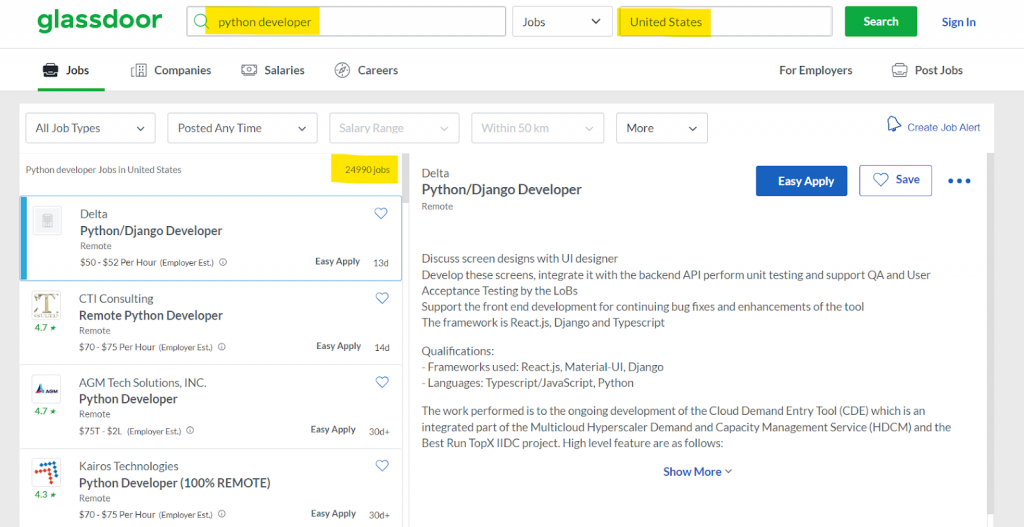 glassdoor
python developer
Jobs
United States
Search
Sign In
Jobs
Companies
Salaries
Careers
For Employers
Post Jobs
All Job Types
Posted Any Time
Salary Range
Within 50 km
More
Create Job Alert
Python developer Jobs in United States
24990 jobs
Delta
Python/Django Developer
Remote
$50 - $52 Per Hour (Employer Est.)
Easy Apply
13d
CTI Consulting
Remote Python Developer
Remote
4.7 ★
$70 - $75 Per Hour (Employer Est.)
Easy Apply
14d
AGM
AGM Tech Solutions, INC.
Python Developer
Remote
4.7 ★
$75T - $2L (Employer Est.)
Easy Apply
30d+
Kairos Technologies
Python Developer (100% REMOTE)
Remote
4.3 ★
$70 - $75 Per Hour (Employer Est.)
Easy Apply
30d+
Delta
Python/Django Developer
Remote
Easy Apply
Save
Discuss screen designs with UI designer
Develop these screens, integrate it with the backend API perform unit testing and support QA and User
Acceptance Testing by the LoBs
Support the front end development for continuing bug fixes and enhancements of the tool
The framework is React.js, Django and Typescript
Qualifications:
- Frameworks used: React.js, Material-UI, Django
- Languages: Typescript/JavaScript, Python
The work performed is to the ongoing development of the Cloud Demand Entry Tool (CDE) which is an
integrated part of the Multicloud Hyperscaler Demand and Capacity Management Service (HDCM) and the
Best Run TopX IIDC project. High level feature are as follows:
Show More